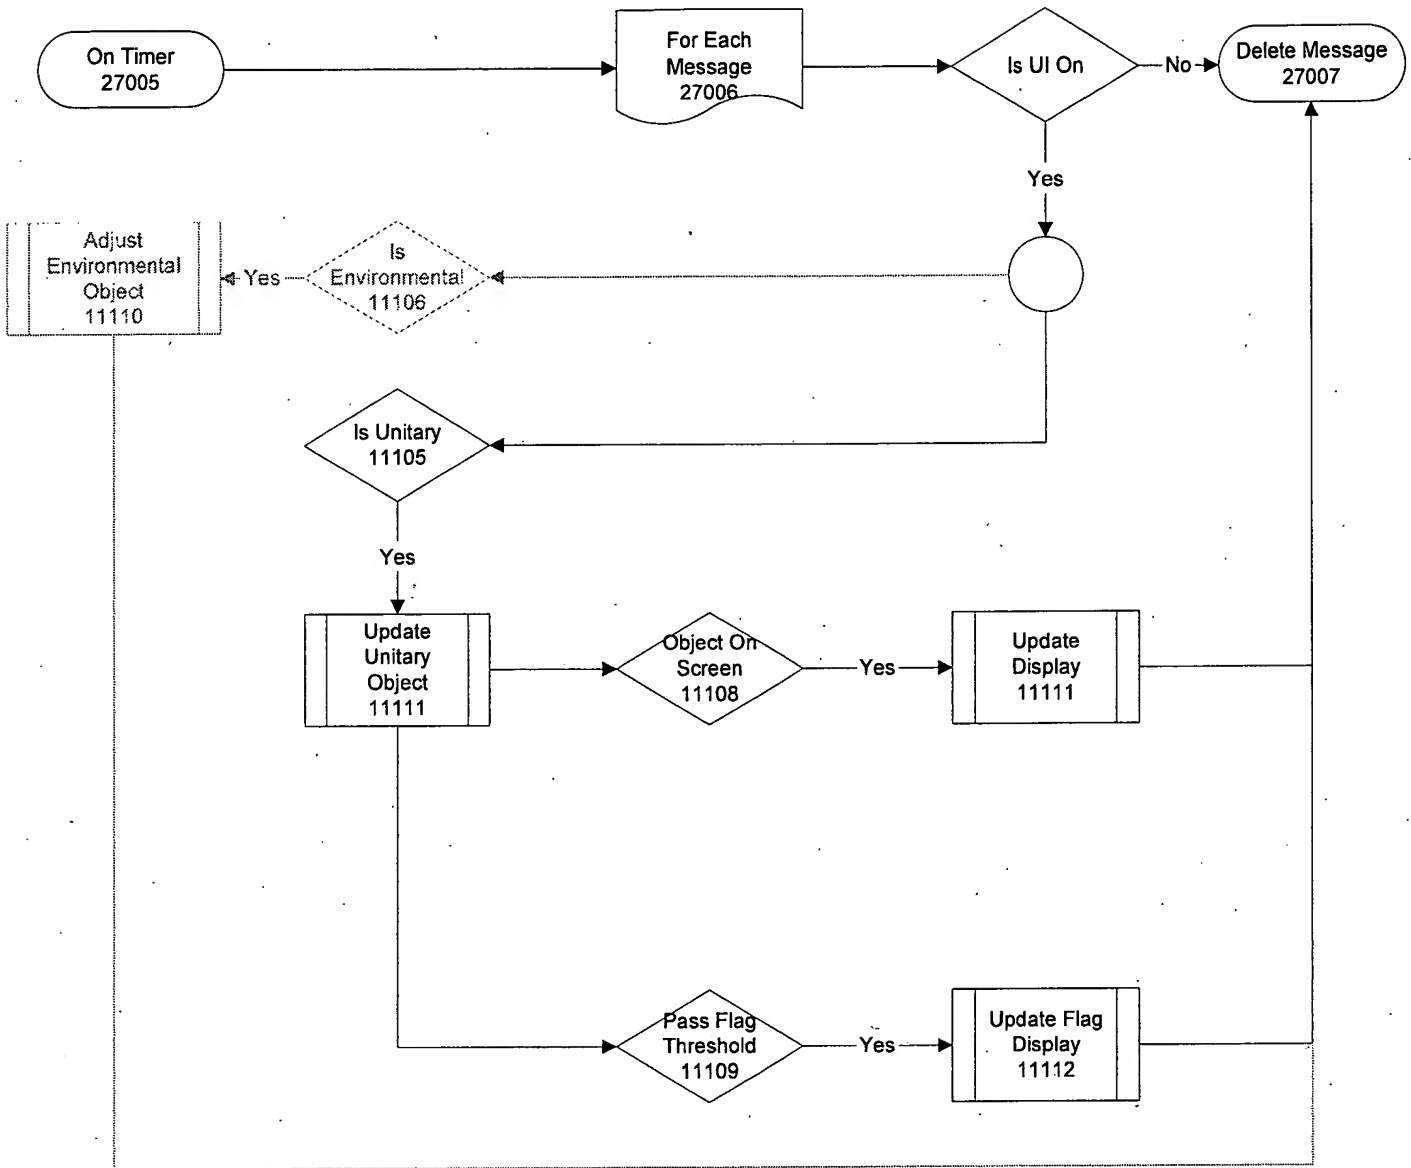 On Timer
27005
For Each
Message
27006
Is UI On
No
Delete Message
27007
Yes
Adjust
Environmental
Object
11110
Yes
Is
Environmental
11106
Is Unitary
11105
Yes
Update
Unitary
Object
11111
Object On
Screen
11108
Yes
Update
Display
11111
Pass Flag
Threshold
11109
Yes
Update Flag
Display
11112